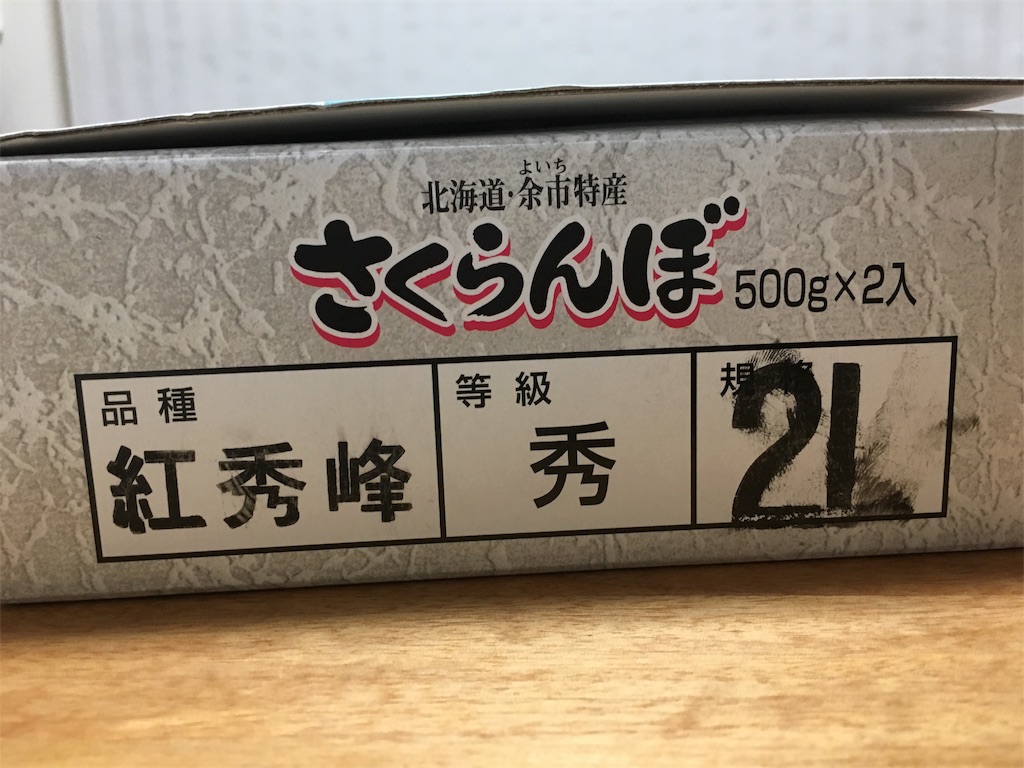 よいち
北海道・余市特産
さくらんぼ 500g×2入
品種 等級 規格
紅秀峰 秀 2L